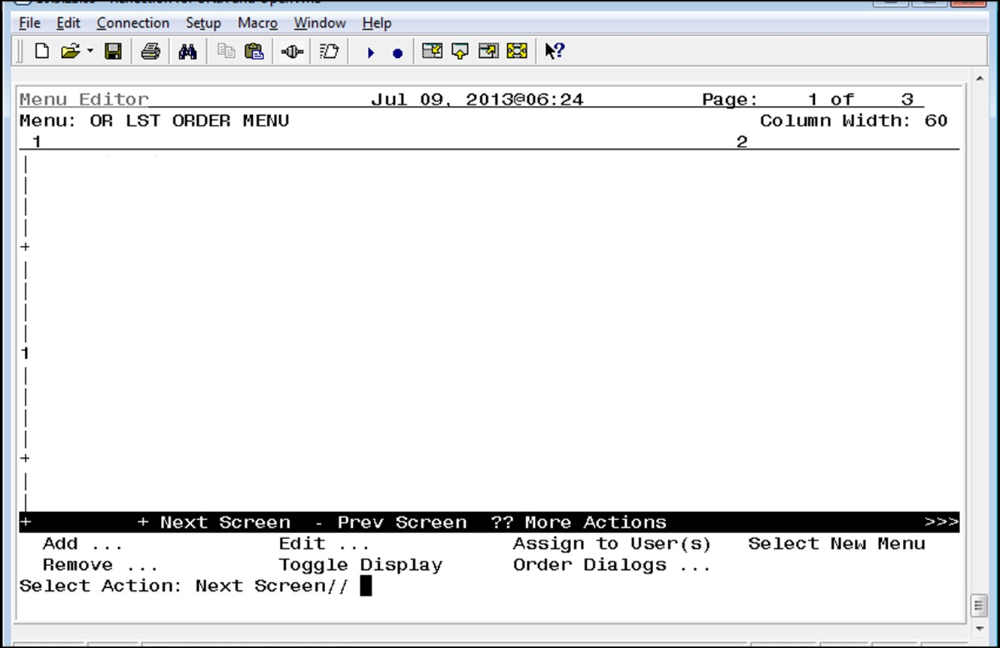 File Edit Connection Setup Macro Window Help
Menu Editor Jul 09, 2013@06:24 Page: 1 of 3
Menu: OR LST ORDER MENU Column Width: 60
1 2
|
|
|
|
+
|
|
|
|
1
|
|
|
|
+
|
|
+ + Next Screen - Prev Screen ?? More Actions >>>
Add ... Edit ... Assign to User(s) Select New Menu
Remove ... Toggle Display Order Dialogs ...
Select Action: Next Screen//